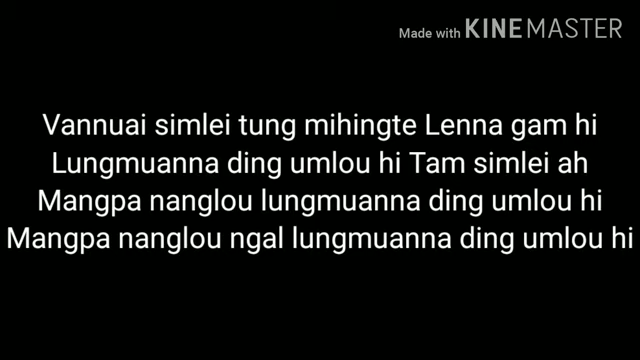 Made with KINEMASTER
Vannuai simlei tung mihingte Lenna gam hi
Lungmuanna ding umlou hi Tam simlei ah
Mangpa nanglou lungmuanna ding umlou hi
Mangpa nanglou ngal lungmuanna ding umlou hi